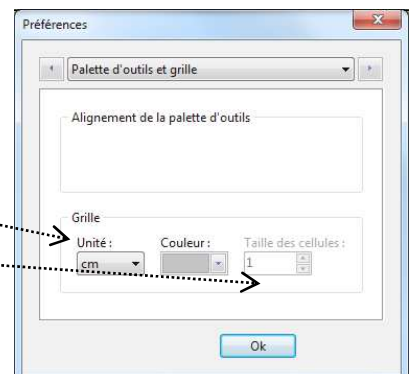 Préférences
Palette d'outils et grille
Alignement de la palette d'outils
Grille
Unité : Couleur : Taille des cellules :
cm 1
Ok